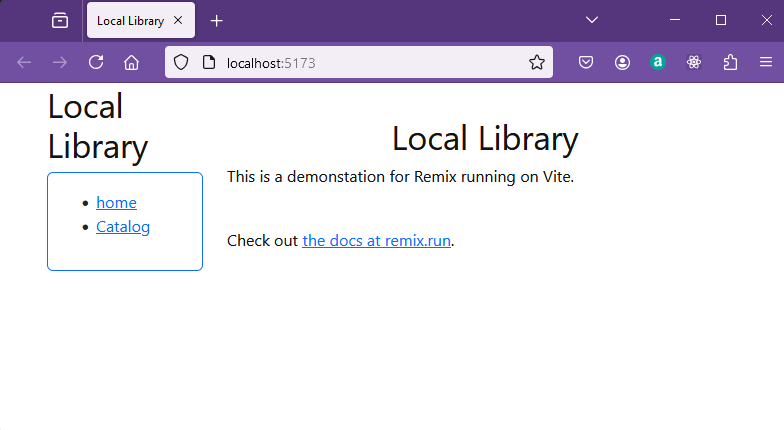 Local Library
localhost:5173
Local
Library
home
Catalog
Local Library
This is a demonstation for Remix running on Vite.
Check out the docs at remix.run.